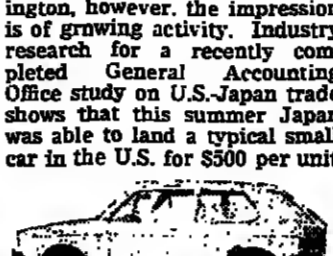 ington, however. the impression
is of grnwing activity. Industry
research for a recently com
pleted General Accounting
Office study on U.S.-Japan trade
shows that this summer Japan
was able to land a typical small
car in the U.S. for $500 per unit